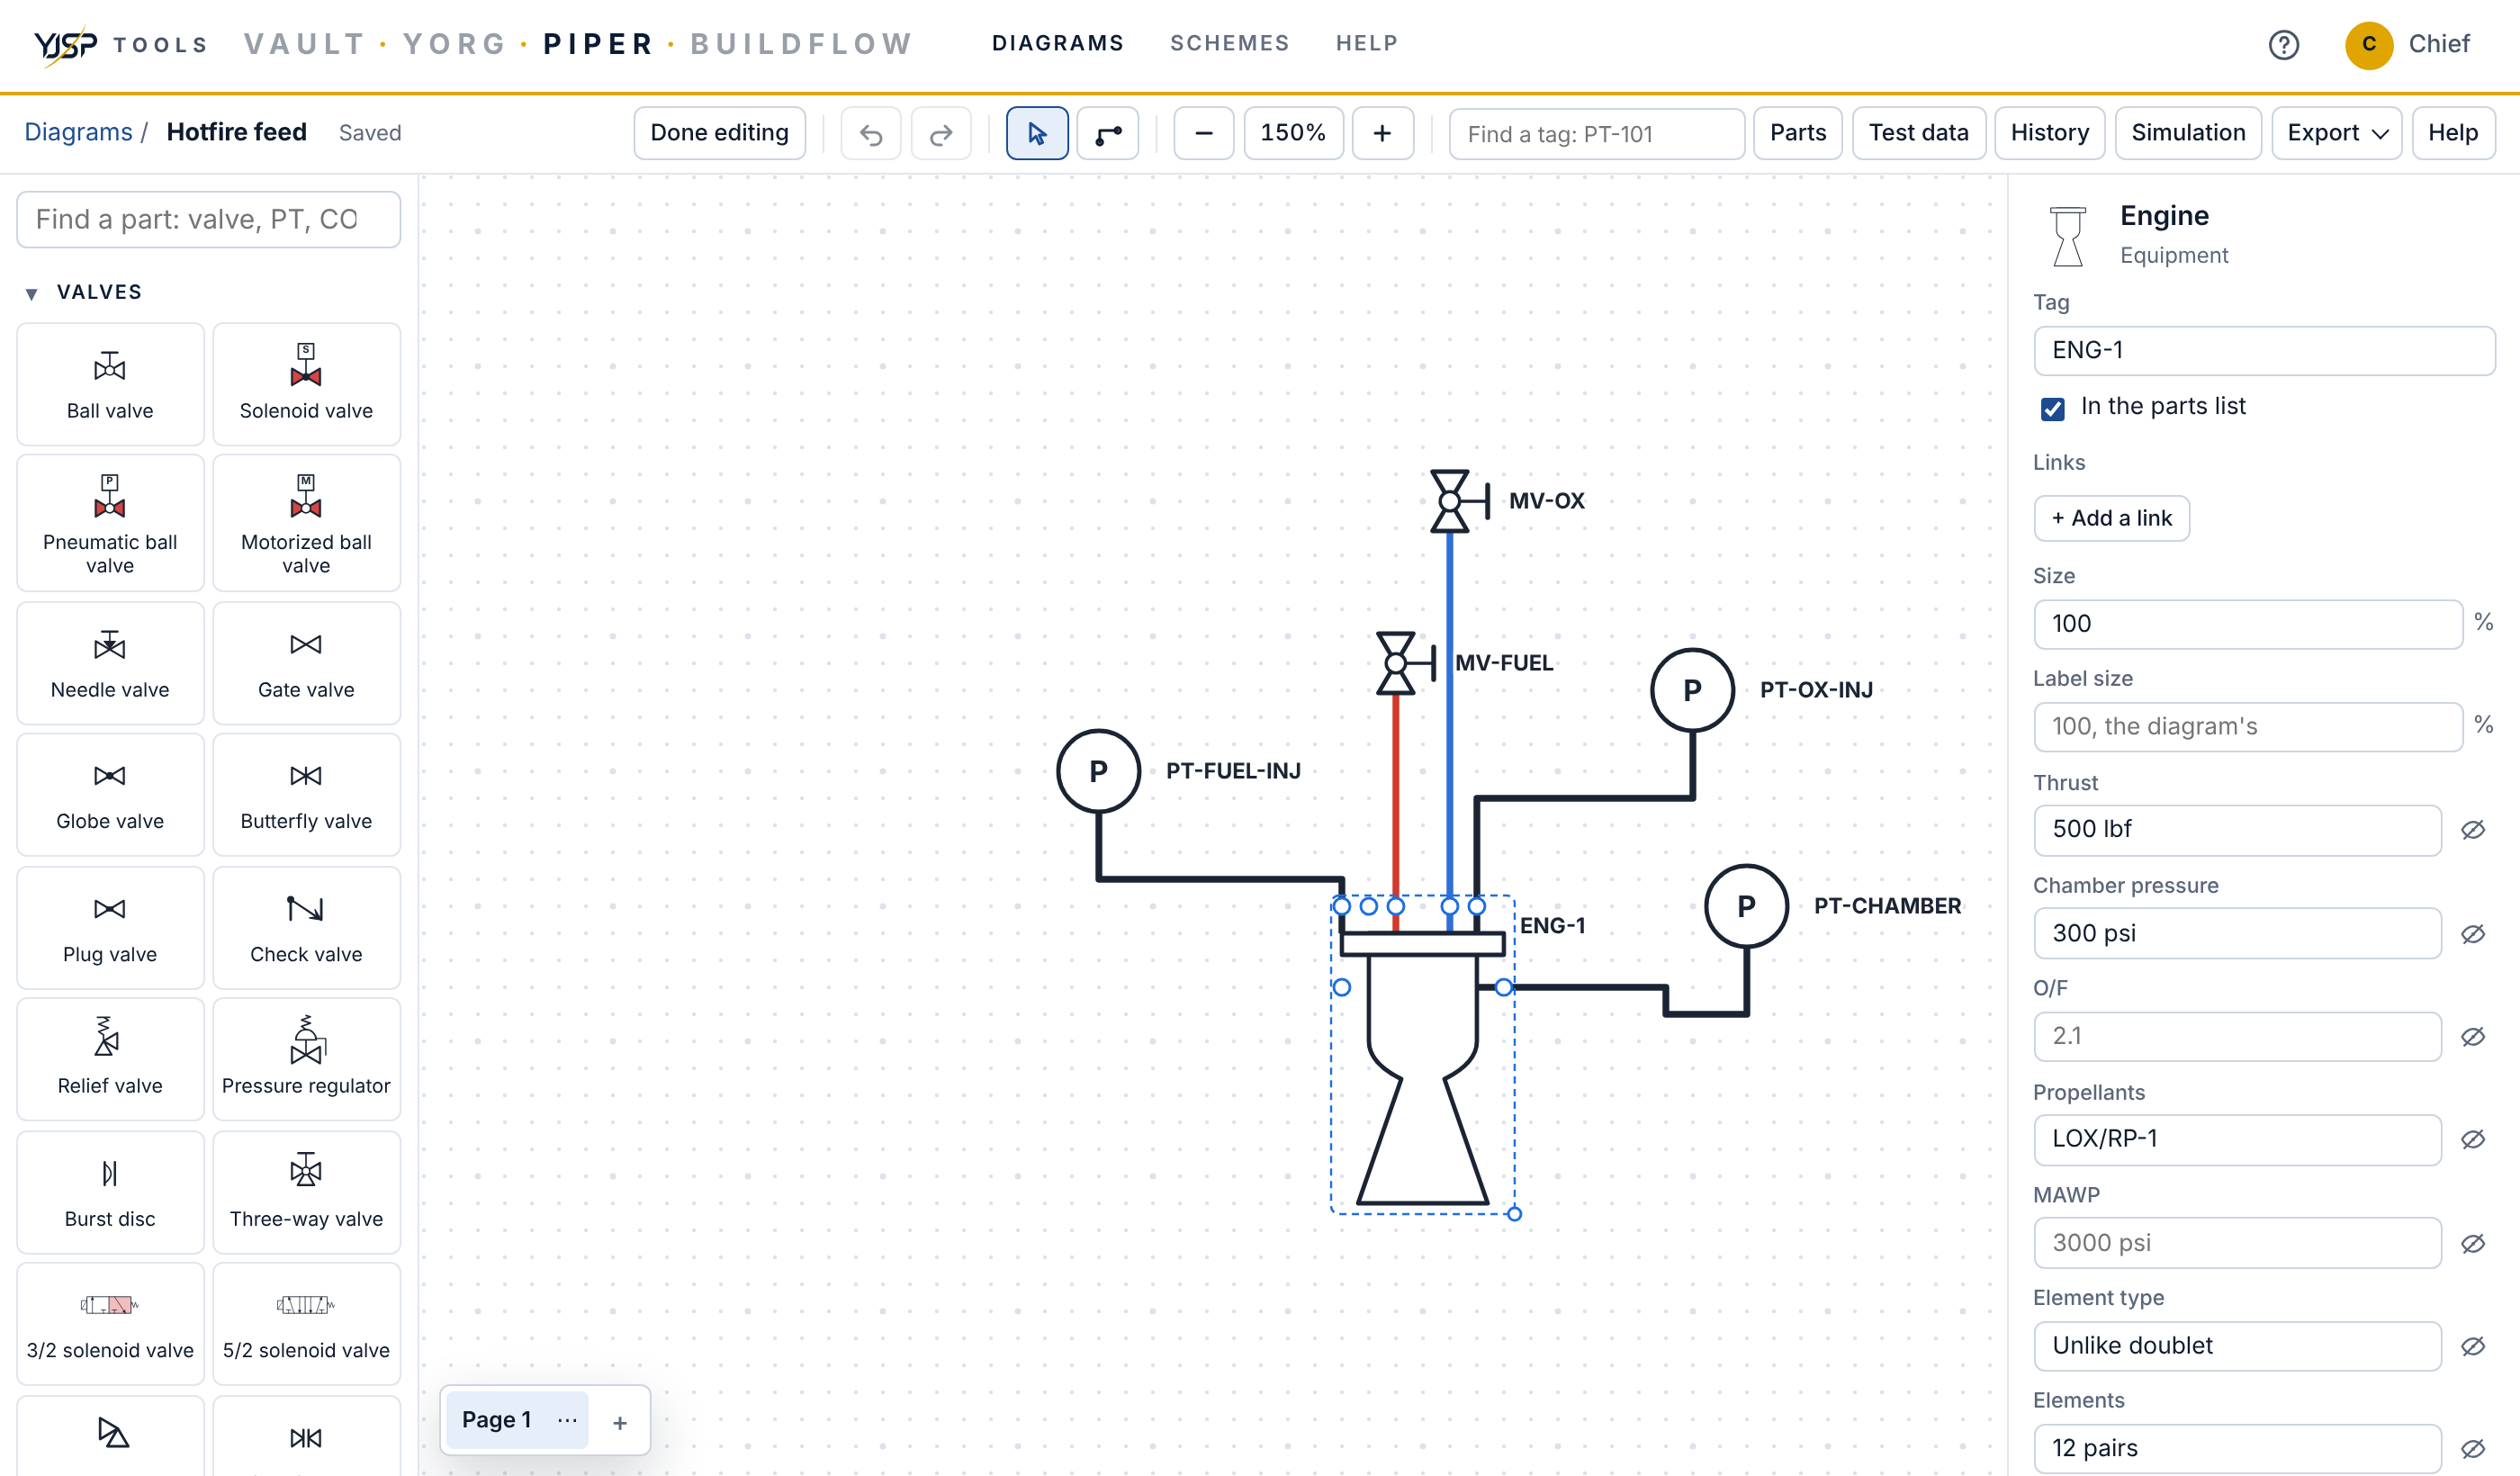 YJSP TOOLS VAULT · YORG · PIPER · BUILDFLOW DIAGRAMS SCHEMES HELP ? C Chief
Diagrams / Hotfire feed Saved Done editing − 150% + Find a tag: PT-101 Parts Test data History Simulation Export Help
Find a part: valve, PT, CO
VALVES
Ball valve
S
Solenoid valve
P
Pneumatic ball
valve
M
Motorized ball
valve
Needle valve
Gate valve
Globe valve
Butterfly valve
Plug valve
Check valve
Relief valve
Pressure regulator
Burst disc
Three-way valve
3/2 solenoid valve
5/2 solenoid valve
MV-OX
MV-FUEL
P PT-OX-INJ
P PT-FUEL-INJ
P PT-CHAMBER
ENG-1
Page 1 ... +
Engine
Equipment
Tag
ENG-1
In the parts list
Links
+ Add a link
Size
100 %
Label size
100, the diagram's %
Thrust
500 lbf
Chamber pressure
300 psi
O/F
2.1
Propellants
LOX/RP-1
MAWP
3000 psi
Element type
Unlike doublet
Elements
12 pairs